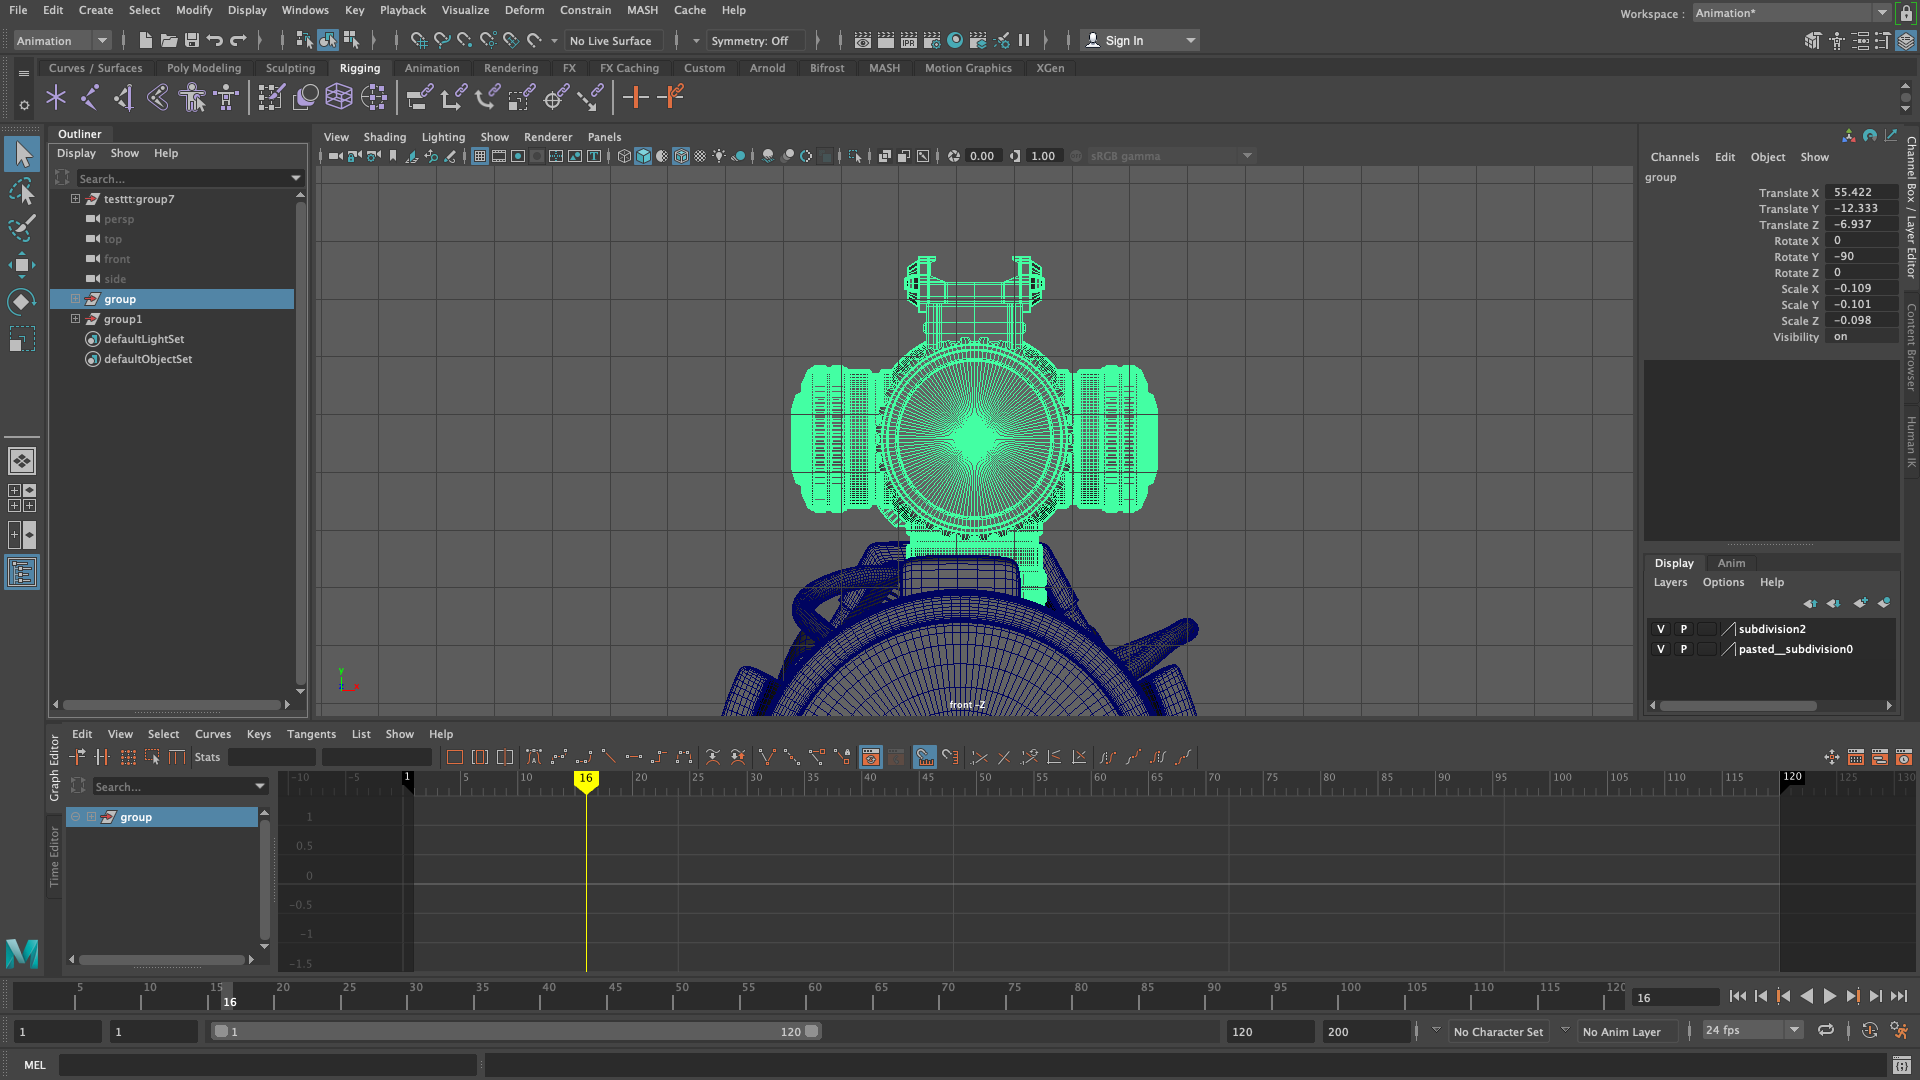 File Edit Create Select Modify Display Windows Key Playback Visualize Deform Constrain MASH Cache Help
Workspace : Animation*
Animation No Live Surface Symmetry: Off Sign In
Curves / Surfaces Poly Modeling Sculpting Rigging Animation Rendering FX FX Caching Custom Arnold Bifrost MASH Motion Graphics XGen
Outliner
Display Show Help
Search...
testtt:group7
persp
top
front
side
group
group1
defaultLightSet
defaultObjectSet
View Shading Lighting Show Renderer Panels
0.00 1.00 sRGB gamma
y
front -Z
Channels Edit Object Show
group
Translate X 55.422
Translate Y -12.333
Translate Z -6.937
Rotate X 0
Rotate Y -90
Rotate Z 0
Scale X -0.109
Scale Y -0.101
Scale Z -0.098
Visibility on
Channel Box / Layer Editor
Content Browser
Human IK
Display Anim
Layers Options Help
V P subdivision2
V P pasted__subdivision0
Graph Editor
Time Editor
Edit View Select Curves Keys Tangents List Show Help
Stats
Search...
group
-10 -5 1 5 10 16 20 25 30 35 40 45 50 55 60 65 70 75 80 85 90 95 100 105 110 115 120 125 130
1
0.5
0
-0.5
-1
-1.5
5 10 15 16 20 25 30 35 40 45 50 55 60 65 70 75 80 85 90 95 100 105 110 115 120
16
1 1 1 120 120 200 No Character Set No Anim Layer 24 fps
MEL